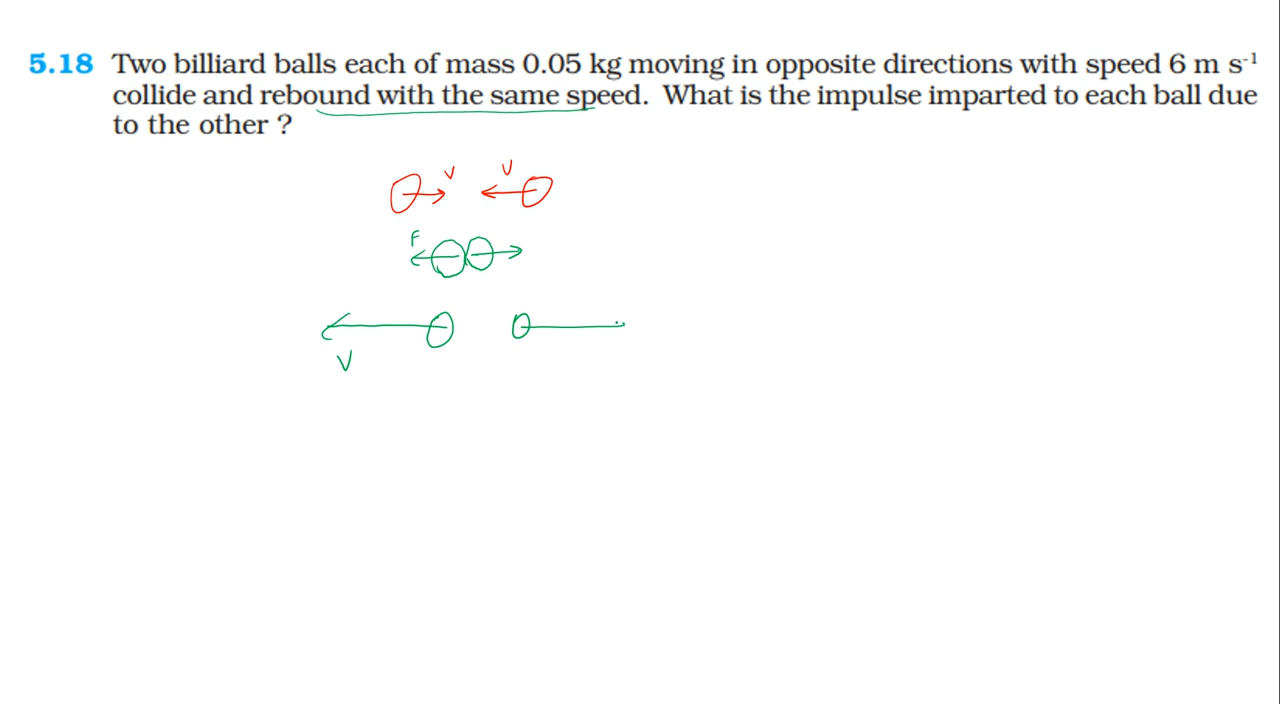 5.18 Two billiard balls each of mass 0.05 kg moving in opposite directions with speed 6 m s⁻¹
collide and rebound with the same speed. What is the impulse imparted to each ball due
to the other ?
V V
F
V